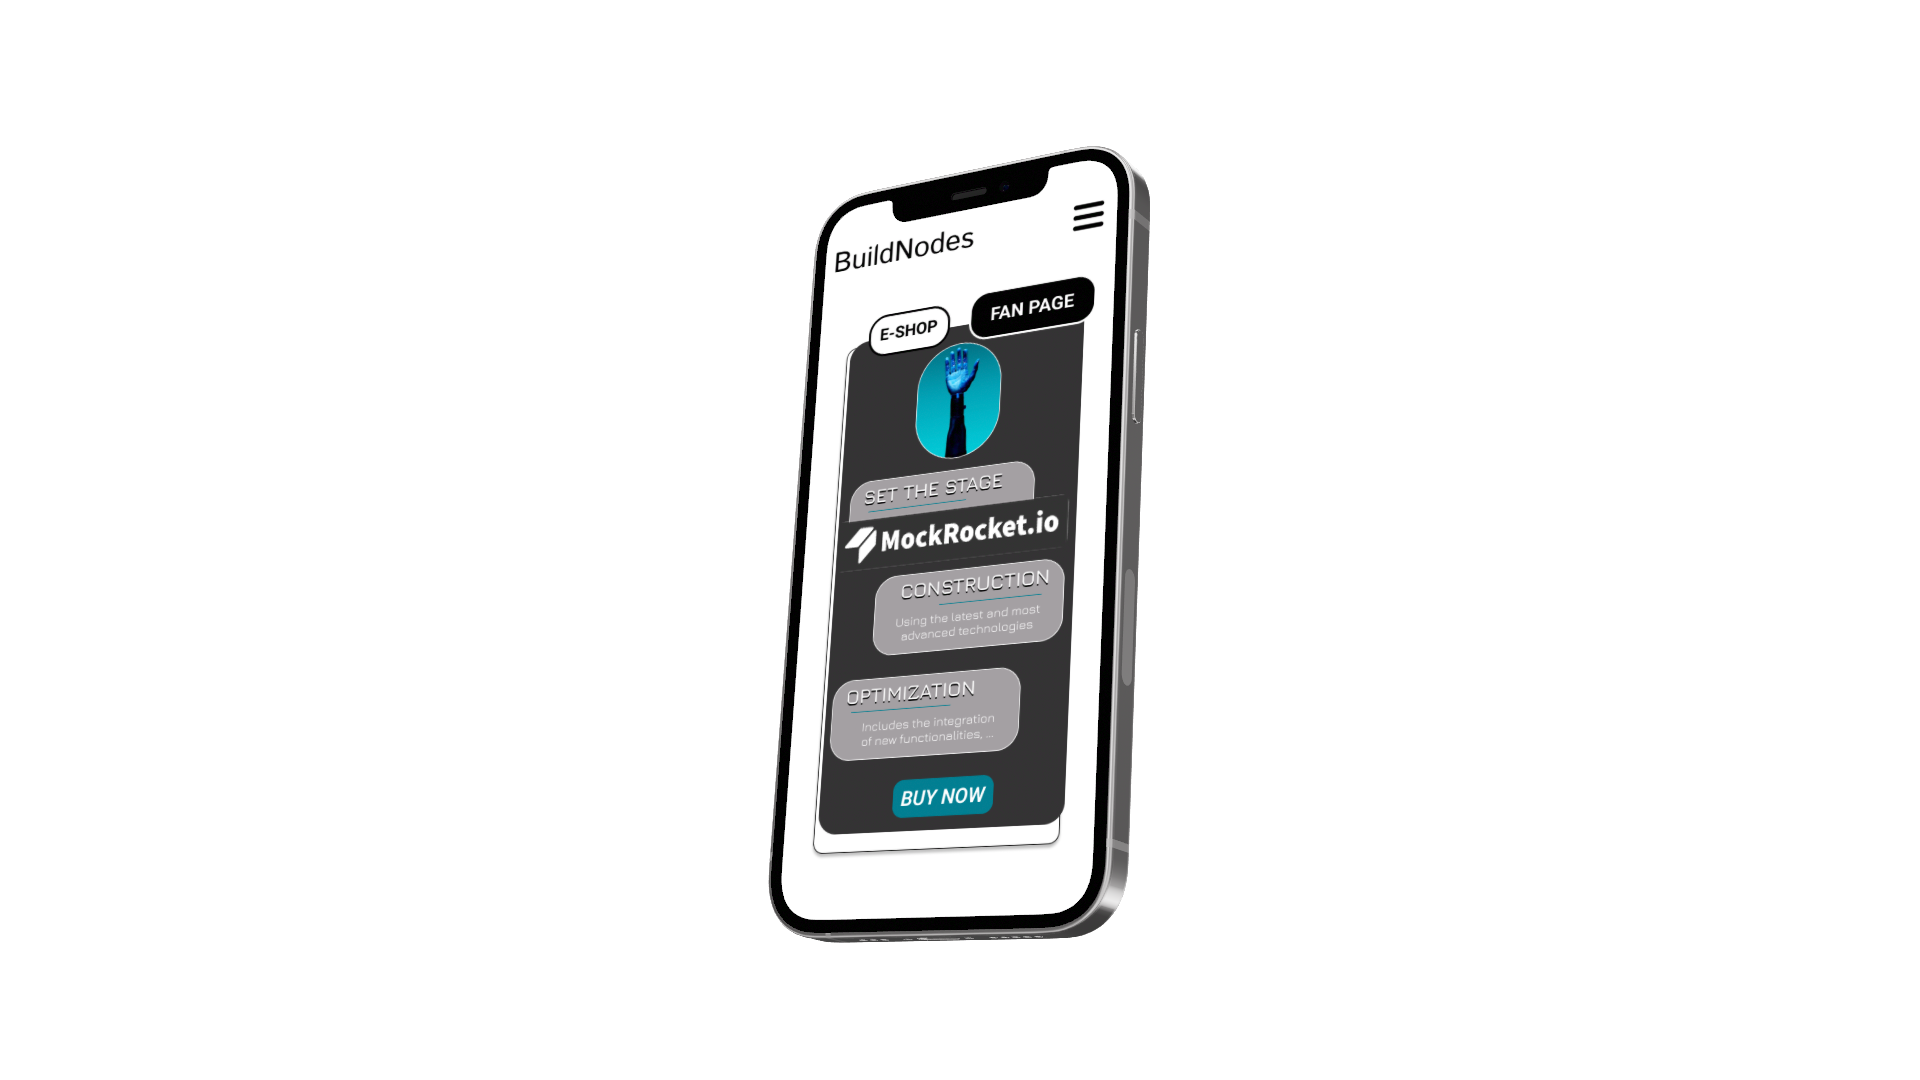 BuildNodes
E-SHOP
FAN PAGE
SET THE STAGE
MockRocket.io
CONSTRUCTION
Using the latest and most
advanced technologies
OPTIMIZATION
Includes the integration
of new functionalities, ...
BUY NOW